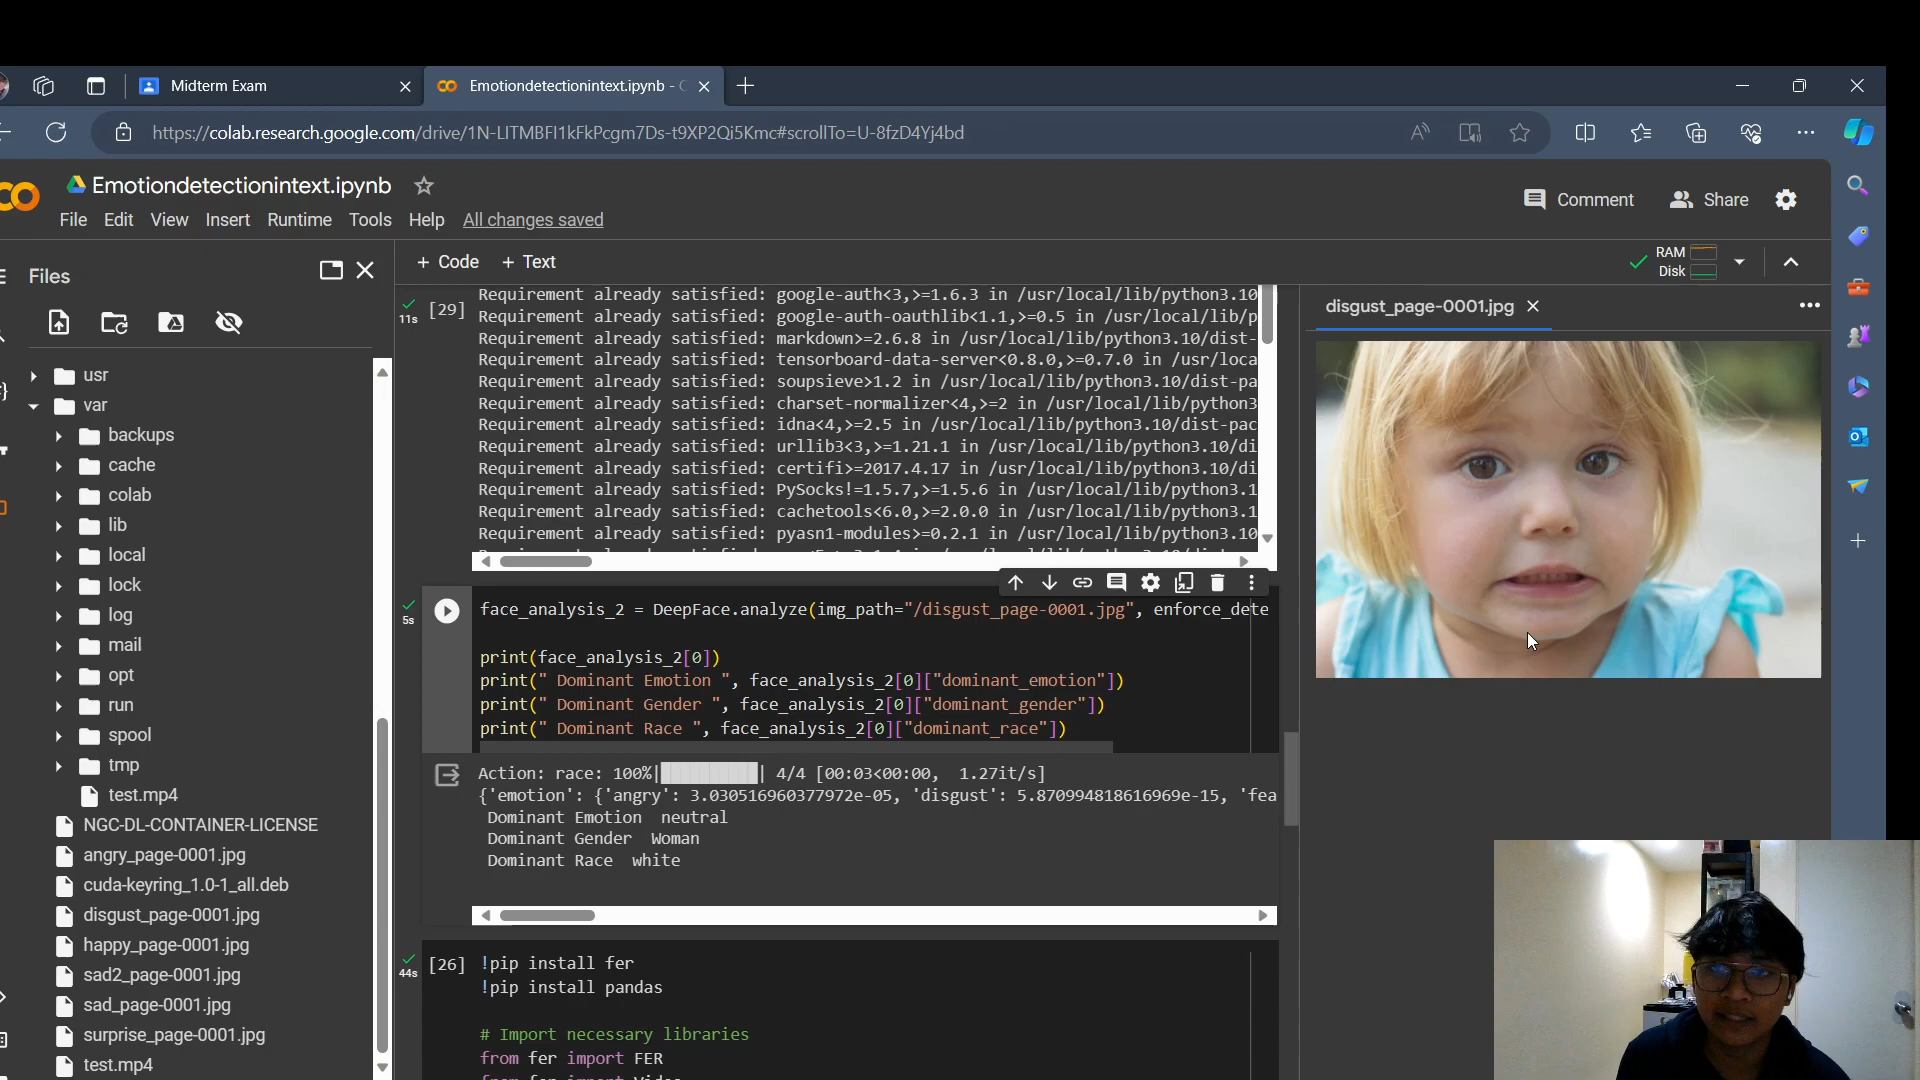 Midterm Exam
Emotiondetectionintext.ipynb - C
https://colab.research.google.com/drive/1N-LITMBFI1kFkPcgm7Ds-t9XP2Qi5Kmc#scrollTo=U-8fzD4Yj4bd
Emotiondetectionintext.ipynb
File Edit View Insert Runtime Tools Help All changes saved
Comment Share
Files
+ Code + Text
RAM
Disk
usr
var
backups
cache
colab
lib
local
lock
log
mail
opt
run
spool
tmp
test.mp4
NGC-DL-CONTAINER-LICENSE
angry_page-0001.jpg
cuda-keyring_1.0-1_all.deb
disgust_page-0001.jpg
happy_page-0001.jpg
sad2_page-0001.jpg
sad_page-0001.jpg
surprise_page-0001.jpg
test.mp4
11s [29]
Requirement already satisfied: google-auth<3,>=1.6.3 in /usr/local/lib/python3.10
Requirement already satisfied: google-auth-oauthlib<1.1,>=0.5 in /usr/local/lib/p
Requirement already satisfied: markdown>=2.6.8 in /usr/local/lib/python3.10/dist-
Requirement already satisfied: tensorboard-data-server<0.8.0,>=0.7.0 in /usr/loca
Requirement already satisfied: soupsieve>1.2 in /usr/local/lib/python3.10/dist-pa
Requirement already satisfied: charset-normalizer<4,>=2 in /usr/local/lib/python3
Requirement already satisfied: idna<4,>=2.5 in /usr/local/lib/python3.10/dist-pac
Requirement already satisfied: urllib3<3,>=1.21.1 in /usr/local/lib/python3.10/di
Requirement already satisfied: certifi>=2017.4.17 in /usr/local/lib/python3.10/di
Requirement already satisfied: PySocks!=1.5.7,>=1.5.6 in /usr/local/lib/python3.1
Requirement already satisfied: cachetools<6.0,>=2.0.0 in /usr/local/lib/python3.1
Requirement already satisfied: pyasn1-modules>=0.2.1 in /usr/local/lib/python3.10
5s
face_analysis_2 = DeepFace.analyze(img_path="/disgust_page-0001.jpg", enforce_dete
print(face_analysis_2[0])
print(" Dominant Emotion ", face_analysis_2[0]["dominant_emotion"])
print(" Dominant Gender ", face_analysis_2[0]["dominant_gender"])
print(" Dominant Race ", face_analysis_2[0]["dominant_race"])
Action: race: 100%|██████████| 4/4 [00:03<00:00, 1.27it/s]
{'emotion': {'angry': 3.030516960377972e-05, 'disgust': 5.870994818616969e-15, 'fea
Dominant Emotion neutral
Dominant Gender Woman
Dominant Race white
44s [26]
!pip install fer
!pip install pandas
# Import necessary libraries
from fer import FER
disgust_page-0001.jpg